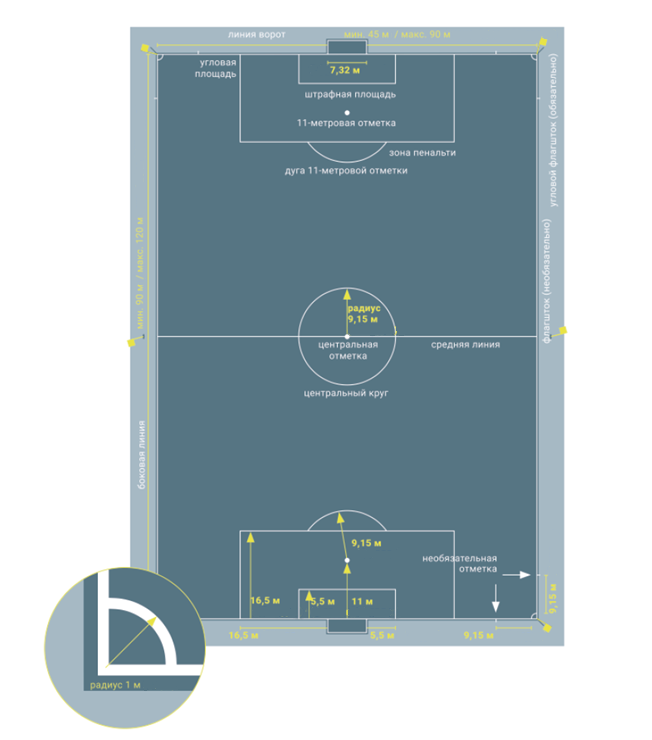 линия ворот
мин. 45 м / макс. 90 м
угловая
площадь
7,32 м
штрафная площадь
11-метровая отметка
зона пенальти
дуга 11-метровой отметки
угловой флагшток (обязательно)
флагшток (необязательно)
мин. 90 м / макс. 120 м
боковая линия
радиус
9,15 м
центральная
отметка
средняя линия
центральный круг
9,15 м
необязательная
отметка
16,5 м
5,5 м
11 м
9,15 м
16,5 м
5,5 м
9,15 м
радиус 1 м